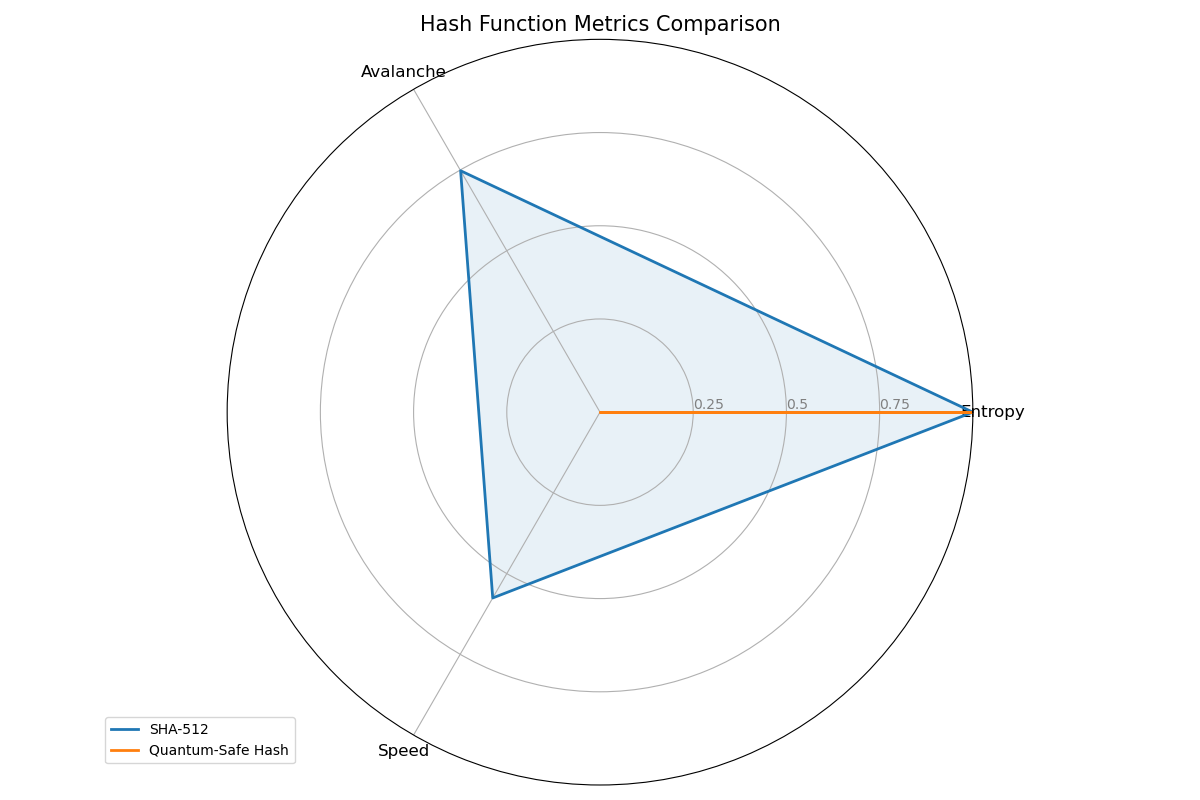 Hash Function Metrics Comparison
Avalanche
0.25
0.5
0.75
Entropy
Speed
SHA-512
Quantum-Safe Hash